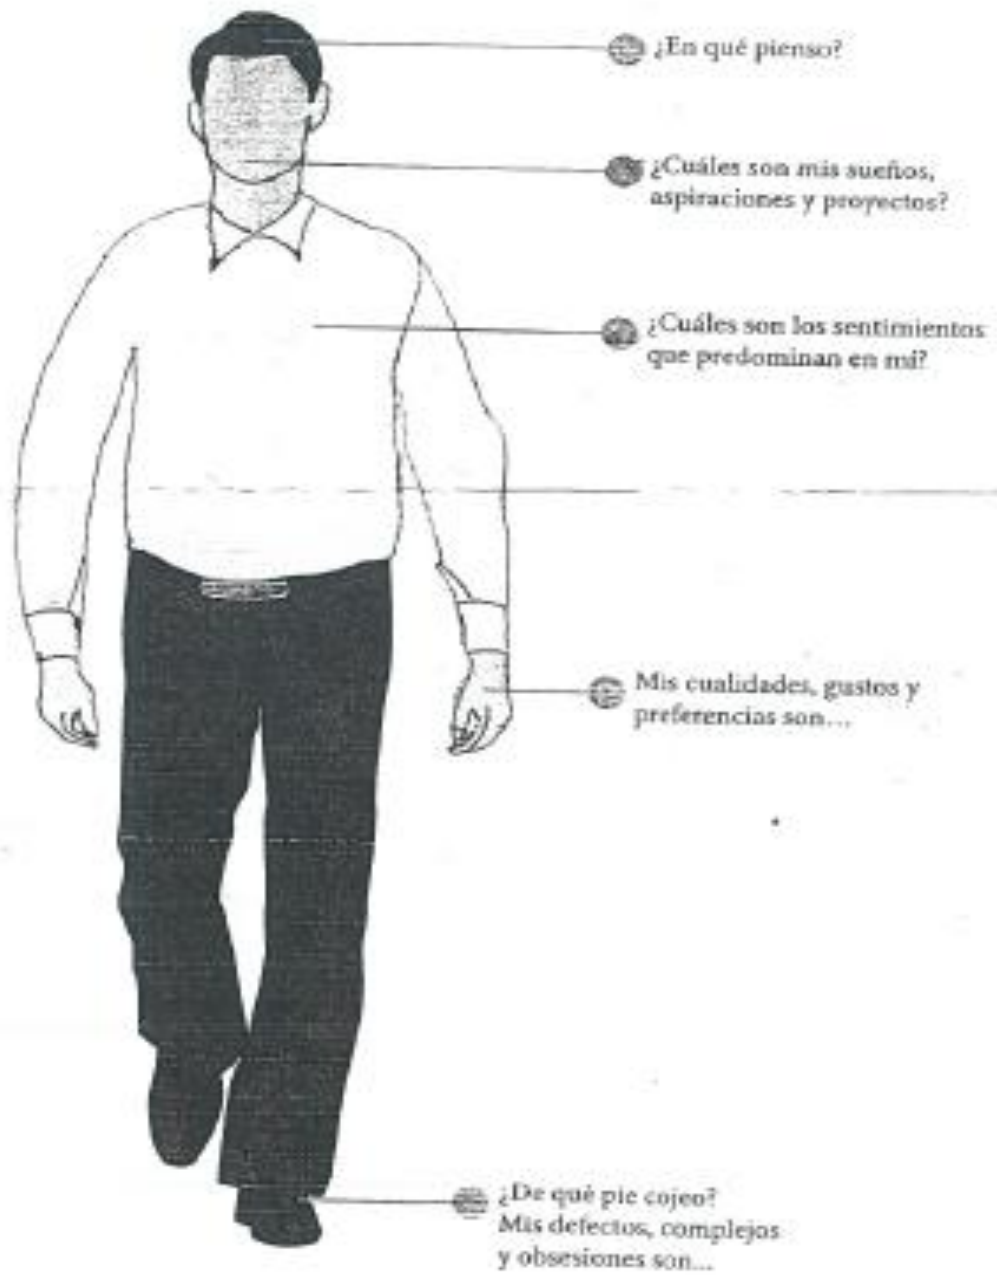 ¿En qué pienso?
¿Cuáles son mis sueños,
aspiraciones y proyectos?
¿Cuáles son los sentimientos
que predominan en mí?
Mis cualidades, gustos y
preferencias son...
¿De qué pie cojeo?
Mis defectos, complejos
y obsesiones son...